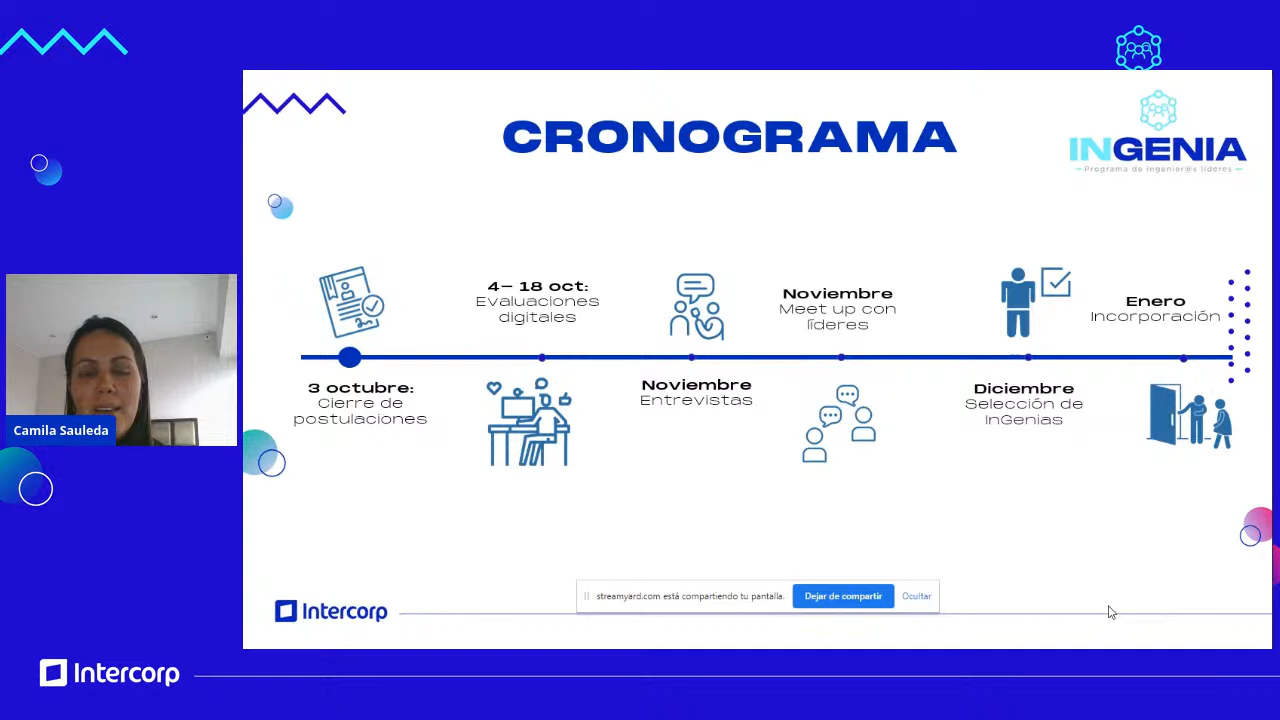 CRONOGRAMA
INGENIA
Programa de Ingenier@s líderes
3 octubre:
Cierre de
postulaciones
4– 18 oct:
Evaluaciones
digitales
Noviembre
Entrevistas
Noviembre
Meet up con
líderes
Diciembre
Selección de
InGenias
Enero
Incorporación
Camila Sauleda
streamyard.com está compartiendo tu pantalla.
Dejar de compartir
Ocultar
Intercorp
Intercorp